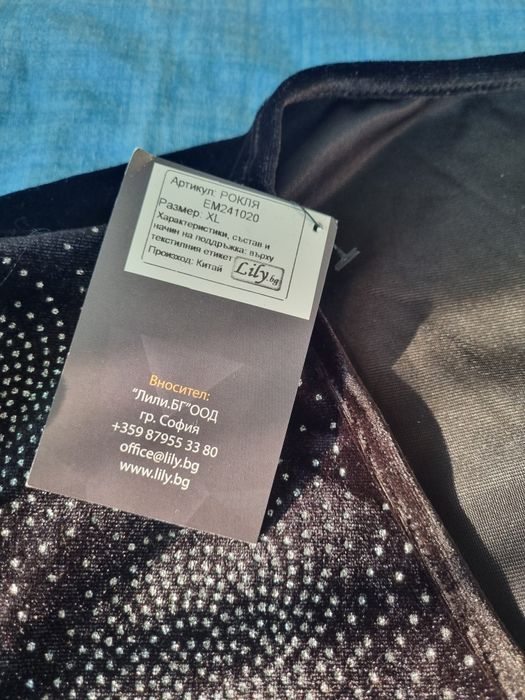 Артикул: РОКЛЯ
EM241020
Размер: XL
Характеристики, състав и
начин на поддръжка: върху
текстилния етикет
Произход: Китай
Lily.bg
Вносител:
"Лили.БГ"ООД
гр. София
+359 87955 33 80
office@lily.bg
www.lily.bg